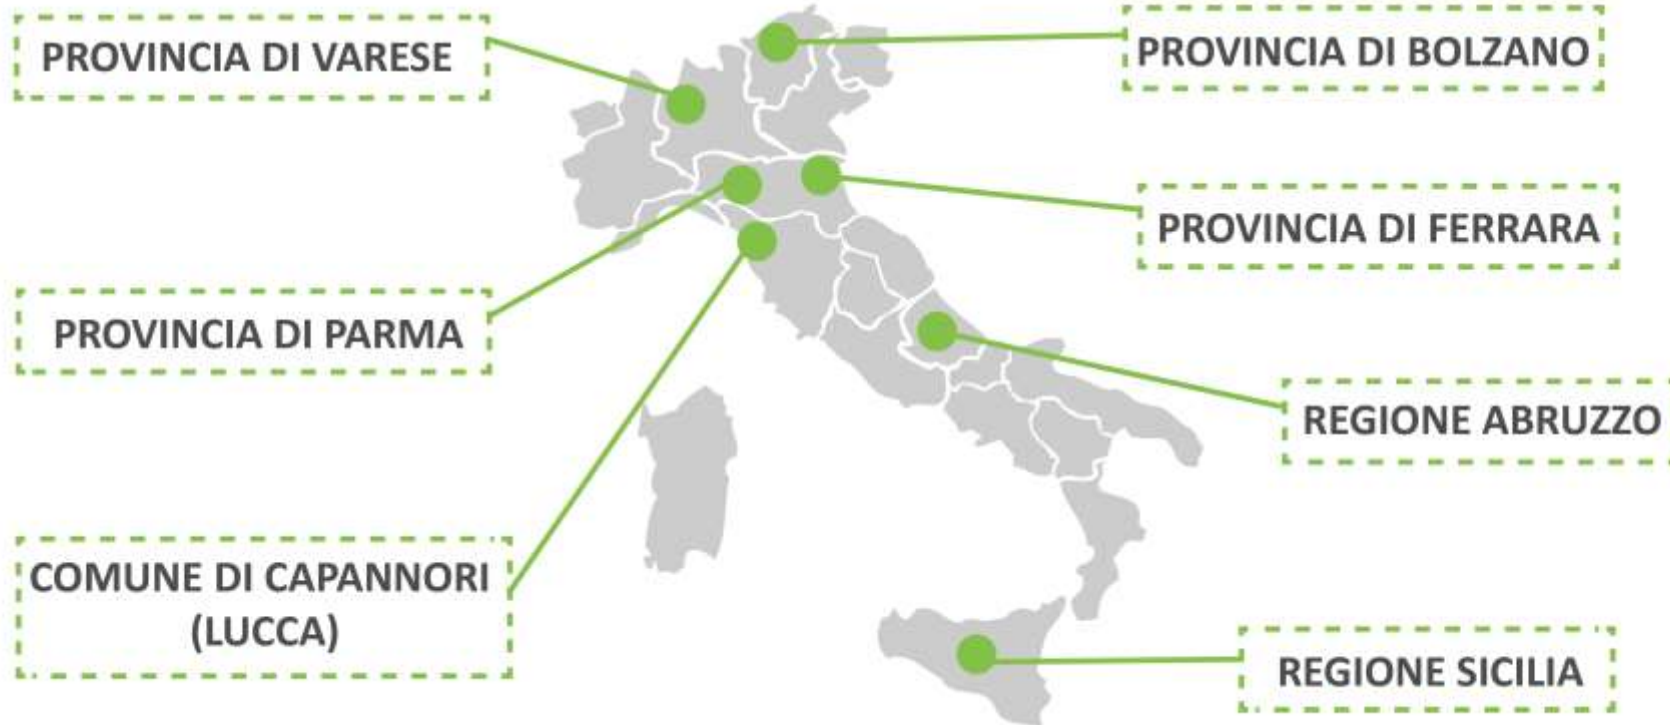 PROVINCIA DI VARESE
PROVINCIA DI BOLZANO
PROVINCIA DI FERRARA
PROVINCIA DI PARMA
REGIONE ABRUZZO
COMUNE DI CAPANNORI
(LUCCA)
REGIONE SICILIA